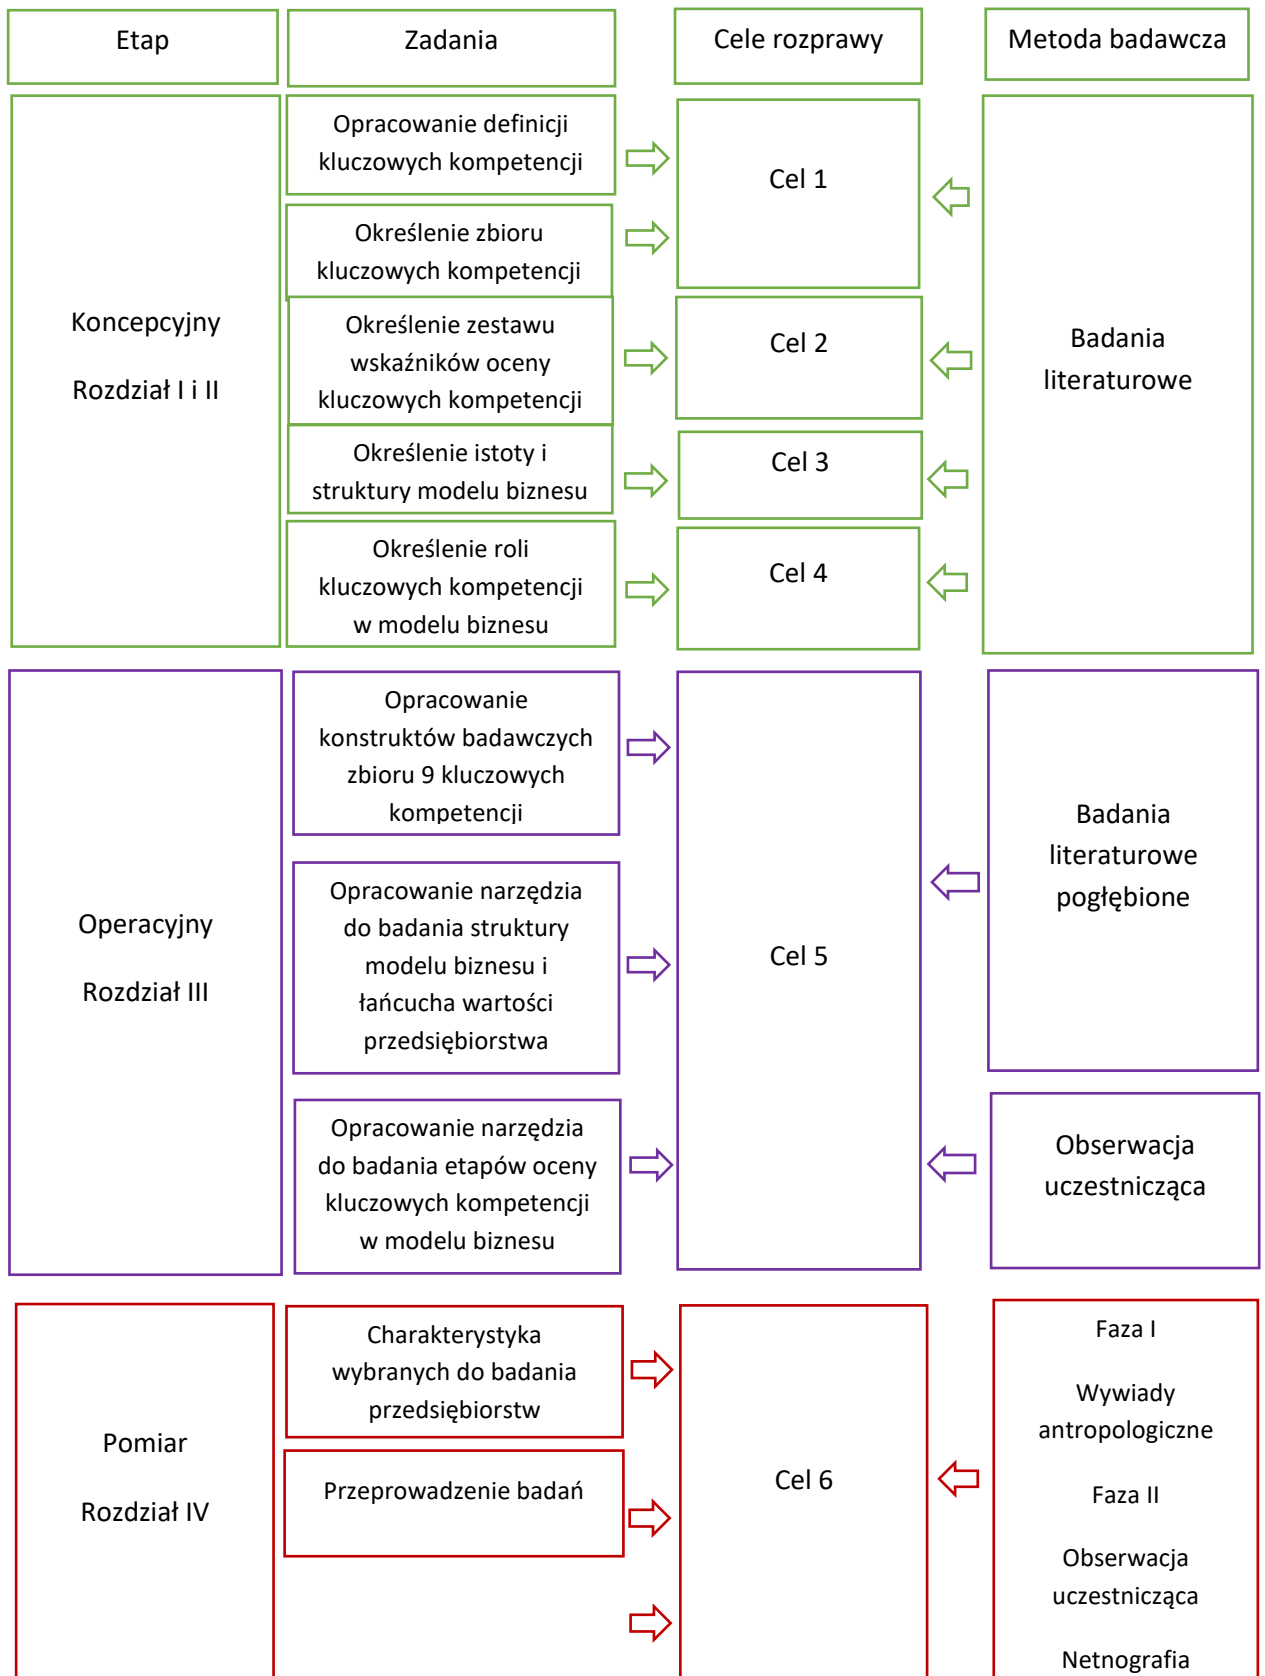 Etap
Zadania
Cele rozprawy
Metoda badawcza
Koncepcyjny
Rozdział I i II
Opracowanie definicji
kluczowych kompetencji
Określenie zbioru
kluczowych kompetencji
Określenie zestawu
wskaźników oceny
kluczowych kompetencji
Określenie istoty i
struktury modelu biznesu
Określenie roli
kluczowych kompetencji
w modelu biznesu
Cel 1
Cel 2
Cel 3
Cel 4
Badania
literaturowe
Operacyjny
Rozdział III
Opracowanie
konstruktów badawczych
zbioru 9 kluczowych
kompetencji
Opracowanie narzędzia
do badania struktury
modelu biznesu i
łańcucha wartości
przedsiębiorstwa
Opracowanie narzędzia
do badania etapów oceny
kluczowych kompetencji
w modelu biznesu
Cel 5
Badania
literaturowe
pogłębione
Obserwacja
uczestnicząca
Pomiar
Rozdział IV
Charakterystyka
wybranych do badania
przedsiębiorstw
Przeprowadzenie badań
Cel 6
Faza I
Wywiady
antropologiczne
Faza II
Obserwacja
uczestnicząca
Netnografia